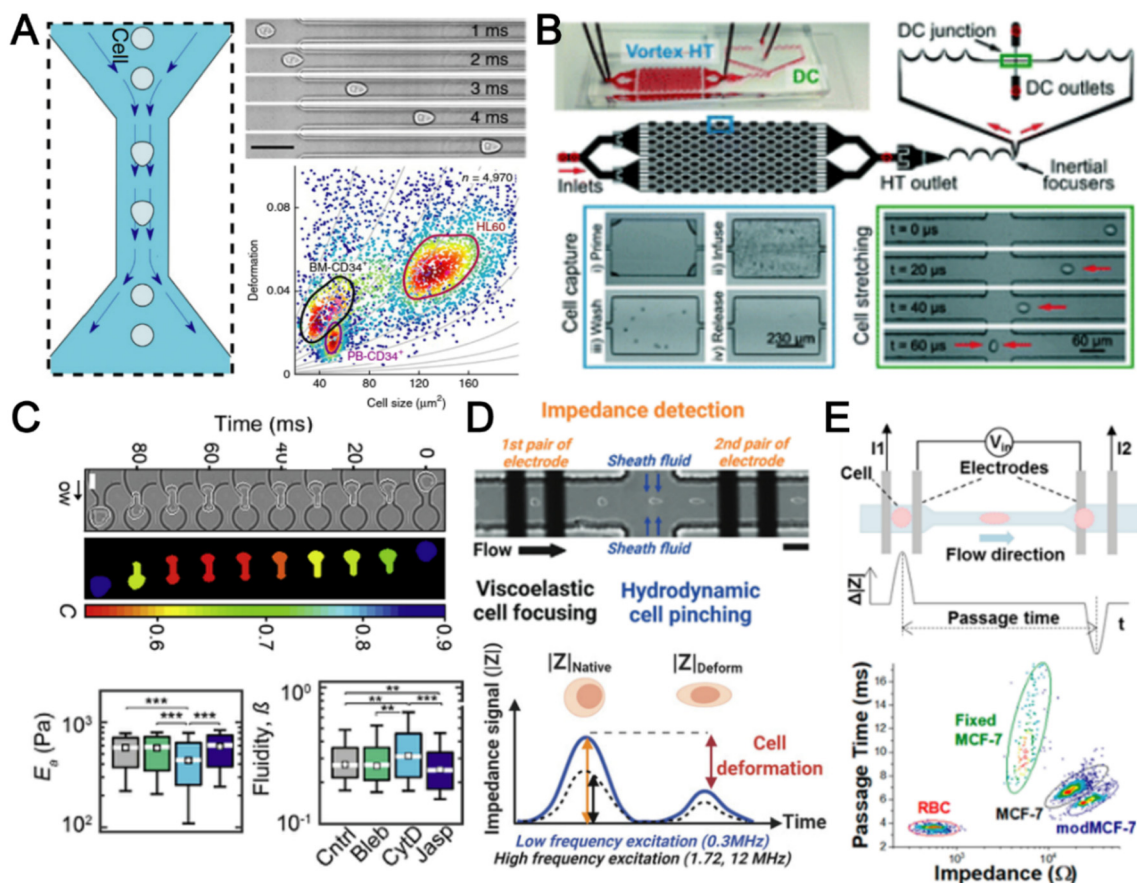 A
Cell
1 ms
2 ms
3 ms
4 ms
n = 4,970
0.08
0.04
0
Deformation
HL60
BM-CD34+
PB-CD34+
40
80
120
160
Cell size (μm²)
B
Vortex-HT
DC
DC junction
DC outlets
Inlets
HT outlet
Inertial
focusers
Cell capture
i) Prime
ii) Infuse
iii) Wash
iv) Release
230 μm
Cell stretching
t = 0 μs
t = 20 μs
t = 40 μs
t = 60 μs
60 μm
C
Time (ms)
80
60
40
20
0
ow
C
0.6
0.7
0.8
0.9
Ea (Pa)
10³
10²
***
***
***
Fluidity, β
10⁰
10⁻¹
**
**
***
**
Cntrl
Bleb
CytD
Jasp
D
Impedance detection
1st pair of
electrode
Sheath fluid
2nd pair of
electrode
Flow
Sheath fluid
Viscoelastic
cell focusing
Hydrodynamic
cell pinching
|Z|Native
|Z|Deform
Impedance signal (|Z|)
Cell
deformation
Time
Low frequency excitation (0.3MHz)
High frequency excitation (1.72, 12 MHz)
E
I1
Vin
I2
Cell
Electrodes
Flow direction
Δ|Z|
Passage time
t
Passage Time (ms)
16
14
12
10
8
6
4
2
Fixed
MCF-7
RBC
MCF-7
modMCF-7
10³
10⁴
Impedance (Ω)